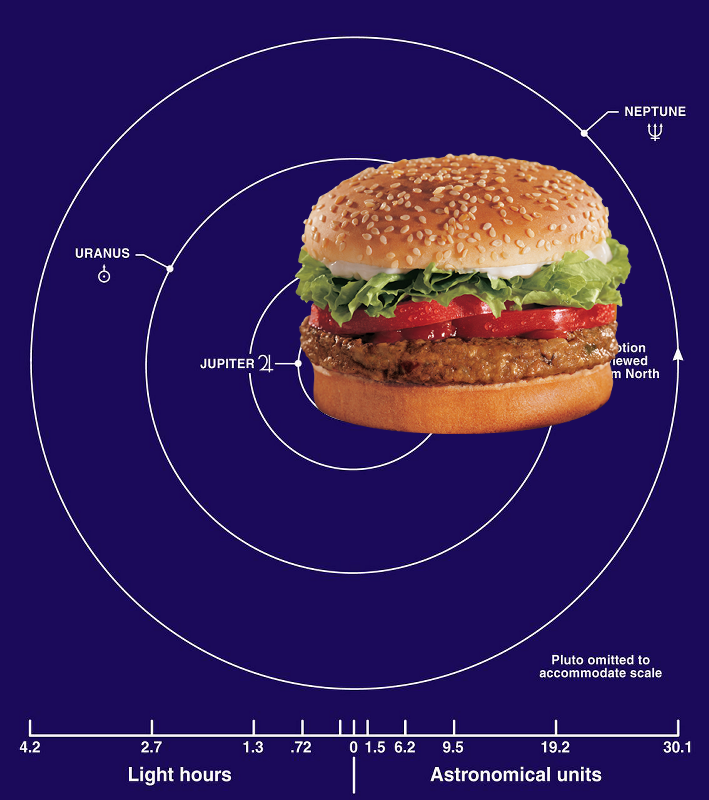 NEPTUNE
URANUS
JUPITER
iewed
North
Pluto omitted to
accommodate scale
4.2 2.7 1.3 .72 0 1.5 6.2 9.5 19.2 30.1
Light hours Astronomical units